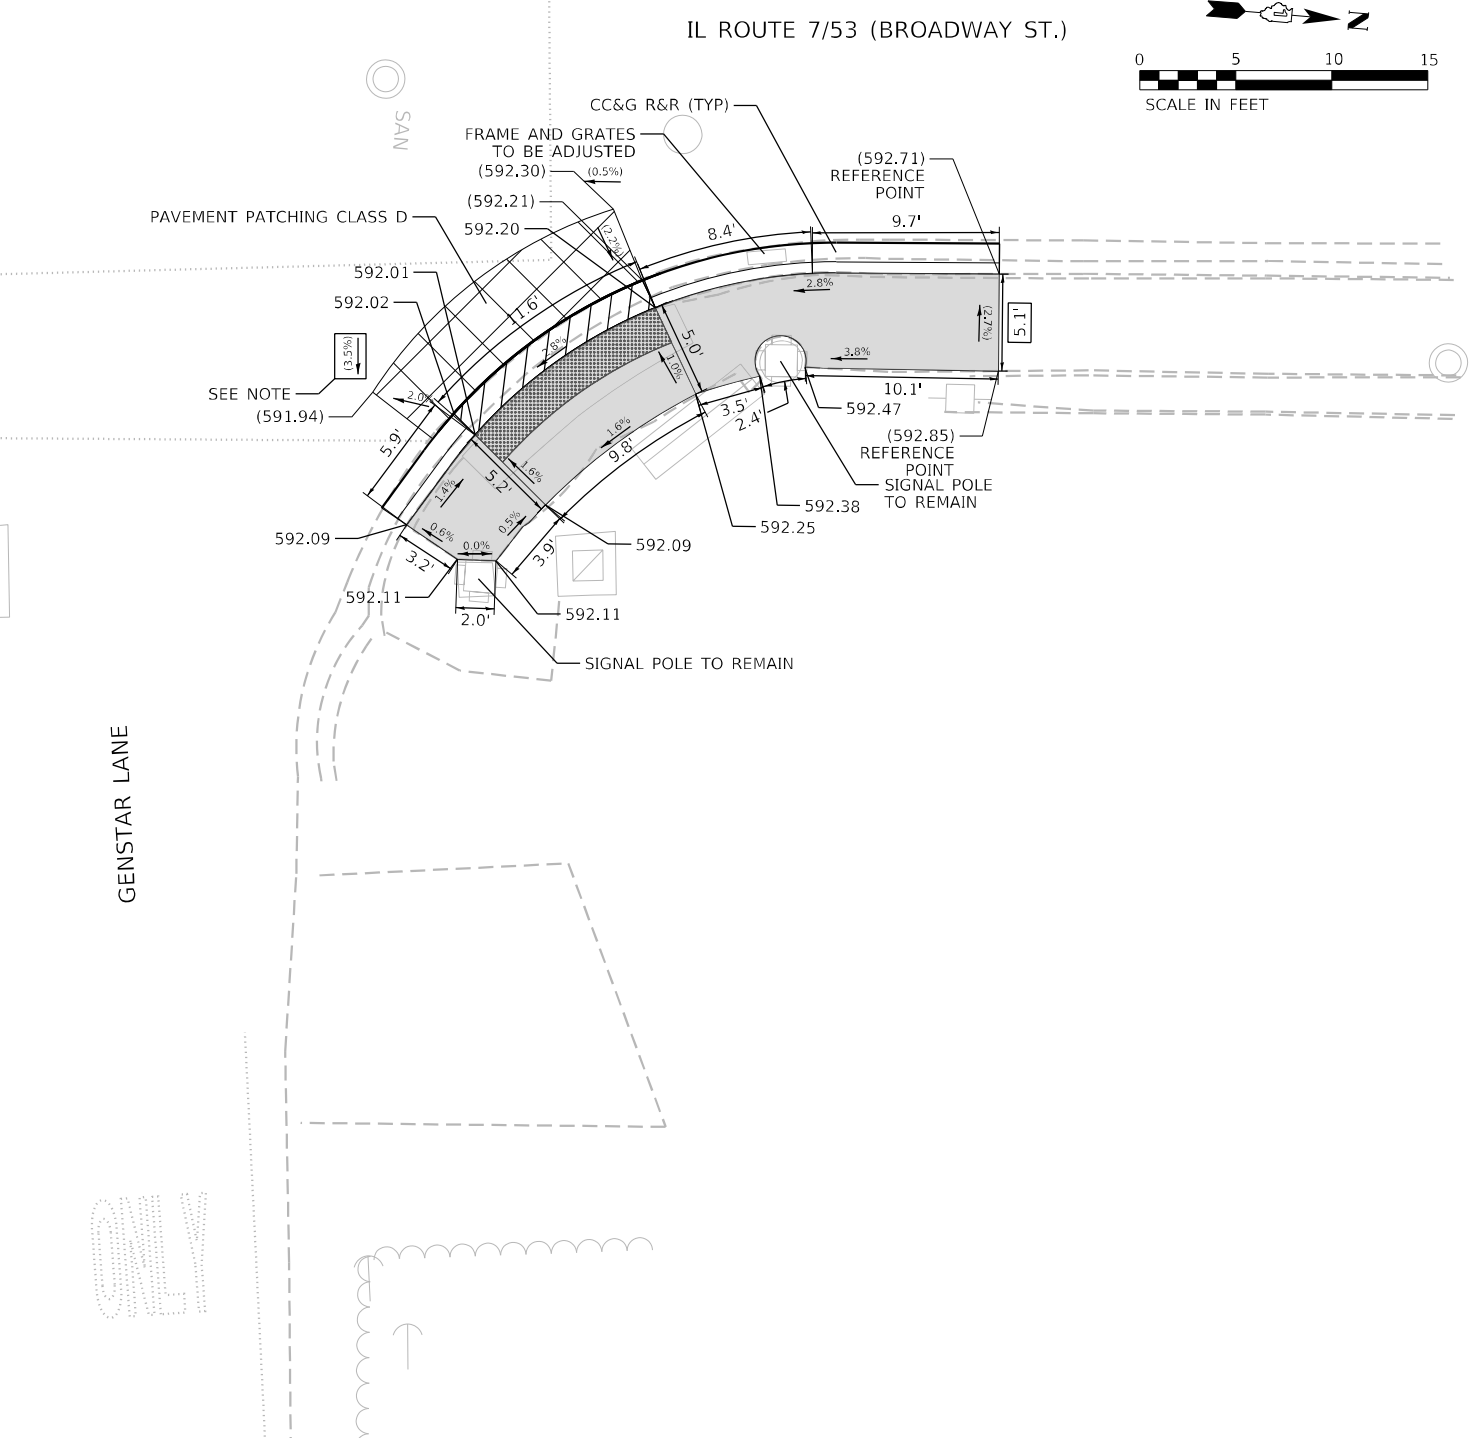 IL ROUTE 7/53 (BROADWAY ST.)
N
0 5 10 15
SCALE IN FEET
SAN
CC&G R&R (TYP)
FRAME AND GRATES
TO BE ADJUSTED
(592.30)
(0.5%)
(592.21)
592.20
(2.2%)
PAVEMENT PATCHING CLASS D
(592.71)
REFERENCE
POINT
9.7'
8.4'
592.01
592.02
11.6'
2.8%
2.8%
(2.7%)
5.1'
5.0'
1.0%
3.8%
(3.5%)
SEE NOTE
(591.94)
2.0%
10.1'
592.47
3.5'
2.4'
(592.85)
REFERENCE
POINT
SIGNAL POLE
TO REMAIN
5.9'
1.6%
9.8'
1.6%
5.2'
1.4%
592.38
592.25
592.09
0.6%
0.5%
0.0%
592.09
3.2'
3.9'
592.11
2.0'
592.11
SIGNAL POLE TO REMAIN
GENSTAR LANE
ONLY